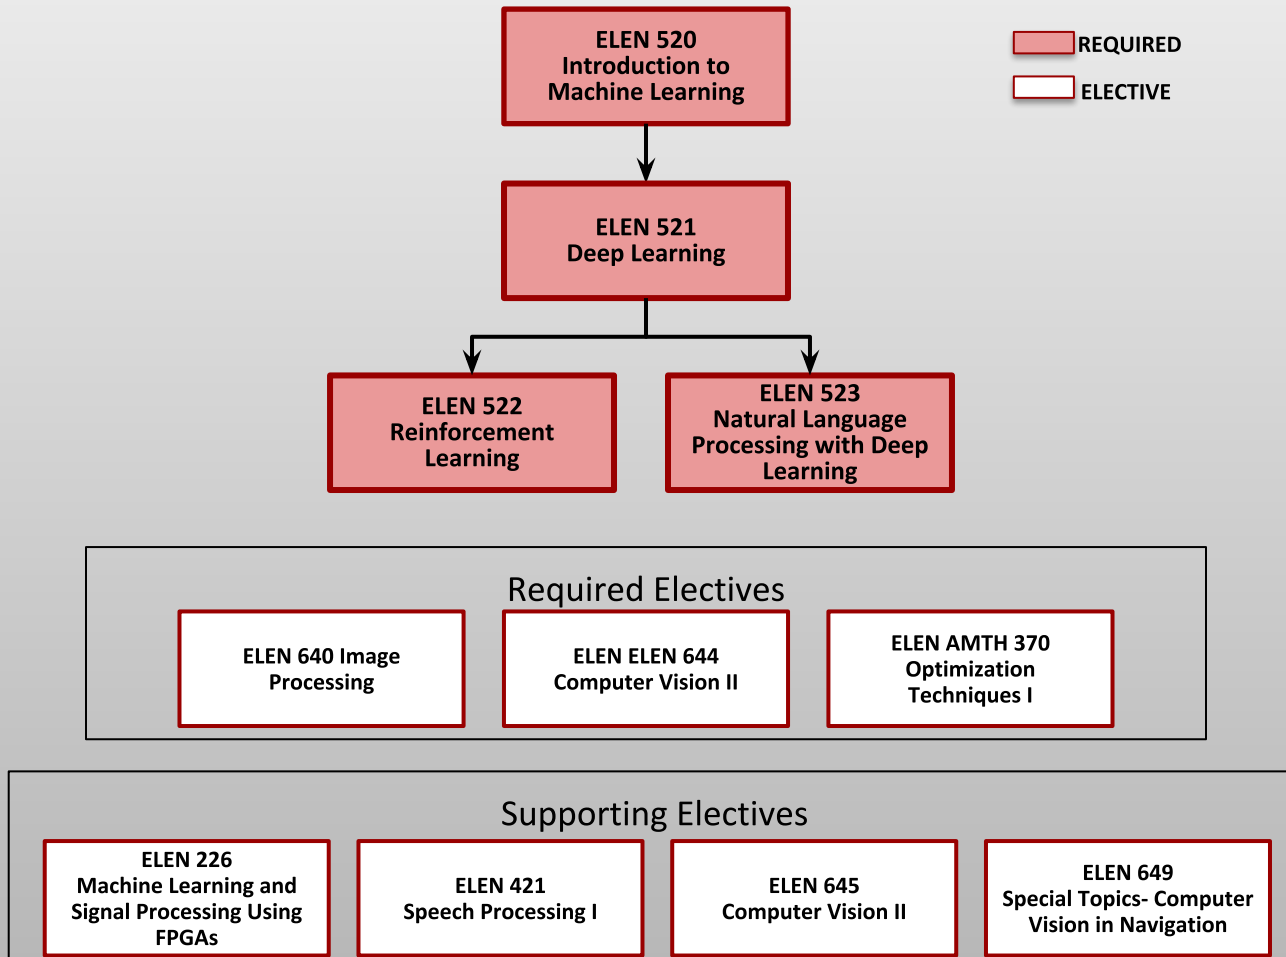 ELEN 520
Introduction to
Machine Learning
REQUIRED
ELECTIVE
ELEN 521
Deep Learning
ELEN 522
Reinforcement
Learning
ELEN 523
Natural Language
Processing with Deep
Learning
Required Electives
ELEN 640 Image
Processing
ELEN ELEN 644
Computer Vision II
ELEN AMTH 370
Optimization
Techniques I
Supporting Electives
ELEN 226
Machine Learning and
Signal Processing Using
FPGAs
ELEN 421
Speech Processing I
ELEN 645
Computer Vision II
ELEN 649
Special Topics- Computer
Vision in Navigation